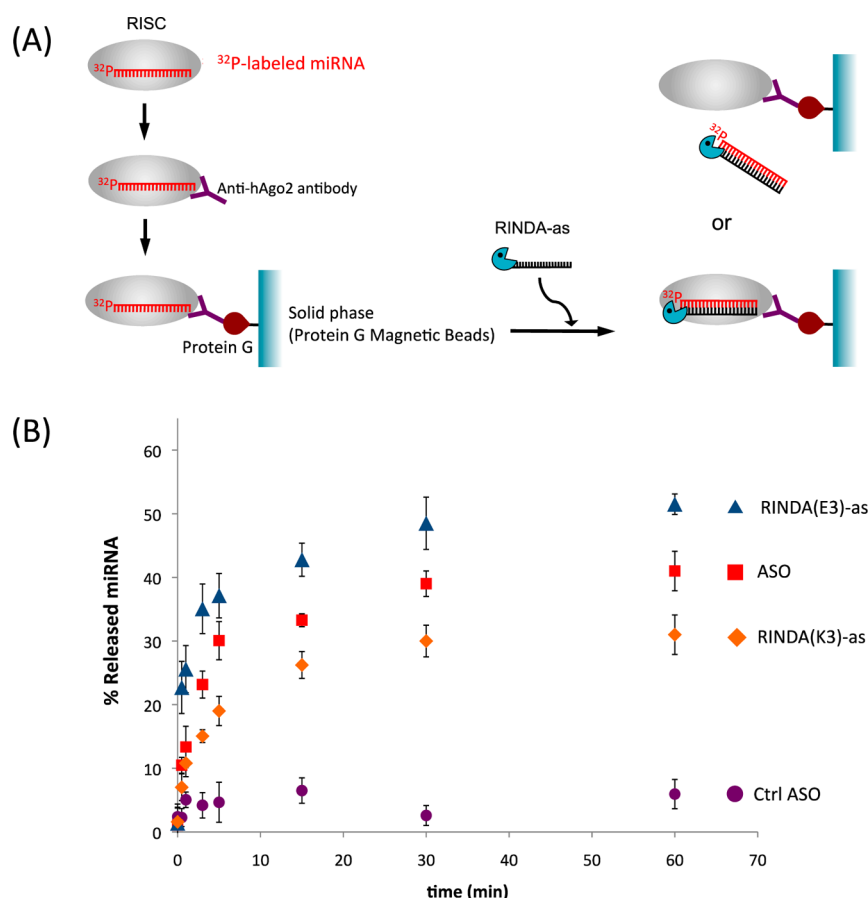 (A)
RISC
32P
32P-labeled miRNA
32P
Anti-hAgo2 antibody
32P
Protein G
Solid phase
(Protein G Magnetic Beads)
RINDA-as
32P
or
32P
(B)
% Released miRNA
60
50
40
30
20
10
0
0 10 20 30 40 50 60 70
time (min)
RINDA(E3)-as
ASO
RINDA(K3)-as
Ctrl ASO